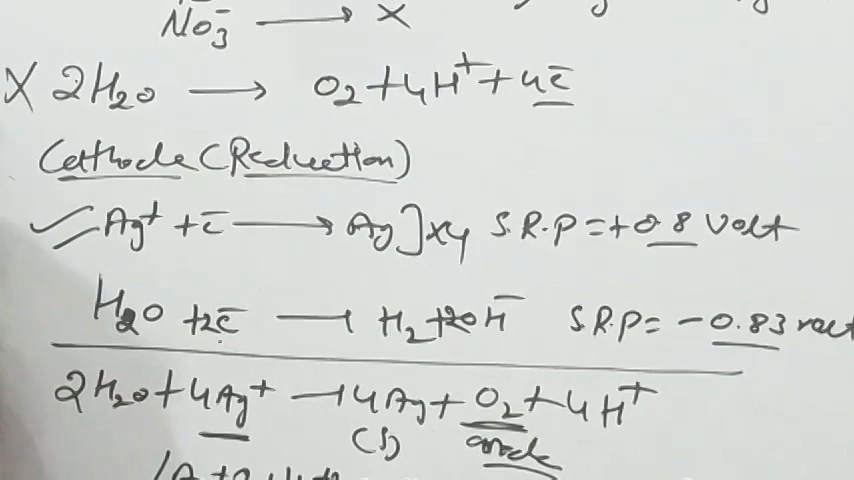 NO₃⁻ ⟶ X
X 2H₂O ⟶ O₂ + 4H⁺ + 4e⁻
Cathode (Reduction)
Ag⁺ + e⁻ ⟶ Ag ] x4 S.R.P = +0.8 Volt
H₂O + 2e⁻ ⟶ H₂ + 2OH⁻ S.R.P = -0.83
2H₂O + 4Ag⁺ ⟶ 4Ag + O₂ + 4H⁺
(S)